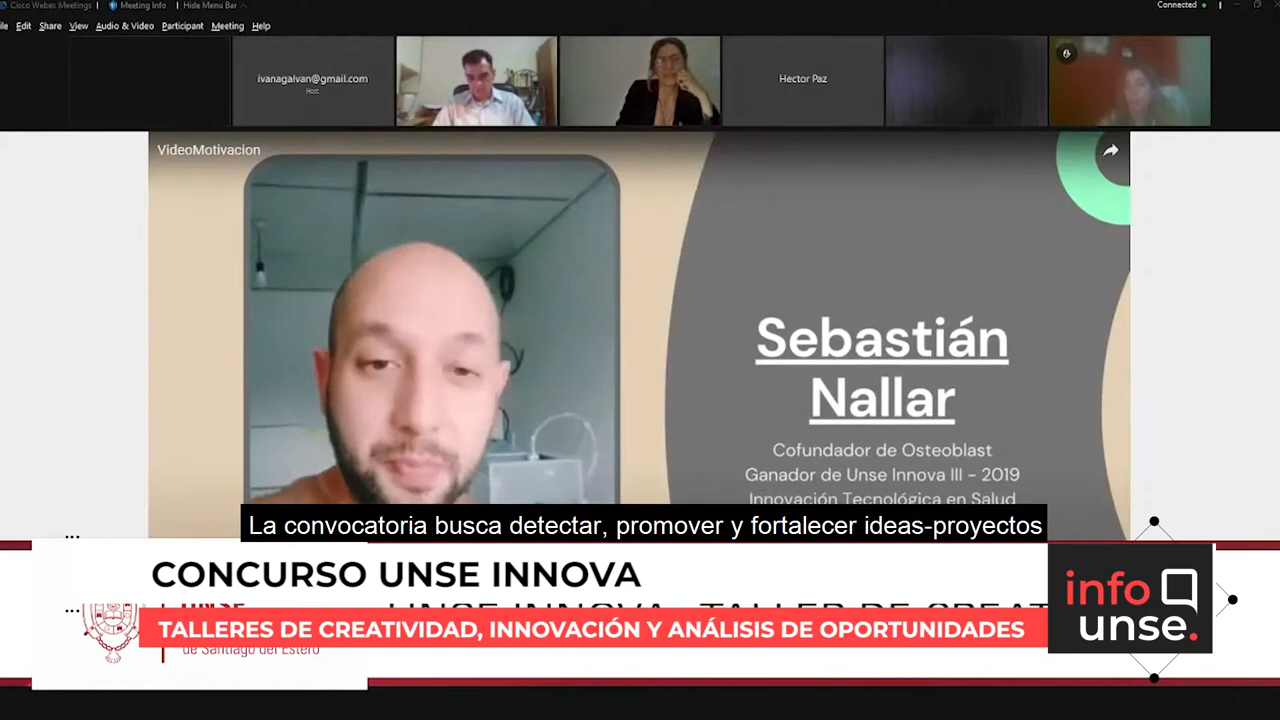 Cisco Webex Meetings
Meeting Info
Hide Menu Bar
Connected
Edit Share View Audio & Video Participant Meeting Help
ivanagalvan@gmail.com
Host
Hector Paz
VideoMotivacion
Sebastián
Nallar
Cofundador de Osteoblast
Ganador de Unse Innova III - 2019
Innovación Tecnológica en Salud
La convocatoria busca detectar, promover y fortalecer ideas-proyectos
CONCURSO UNSE INNOVA
TALLERES DE CREATIVIDAD, INNOVACIÓN Y ANÁLISIS DE OPORTUNIDADES
de Santiago del Estero
info
unse.